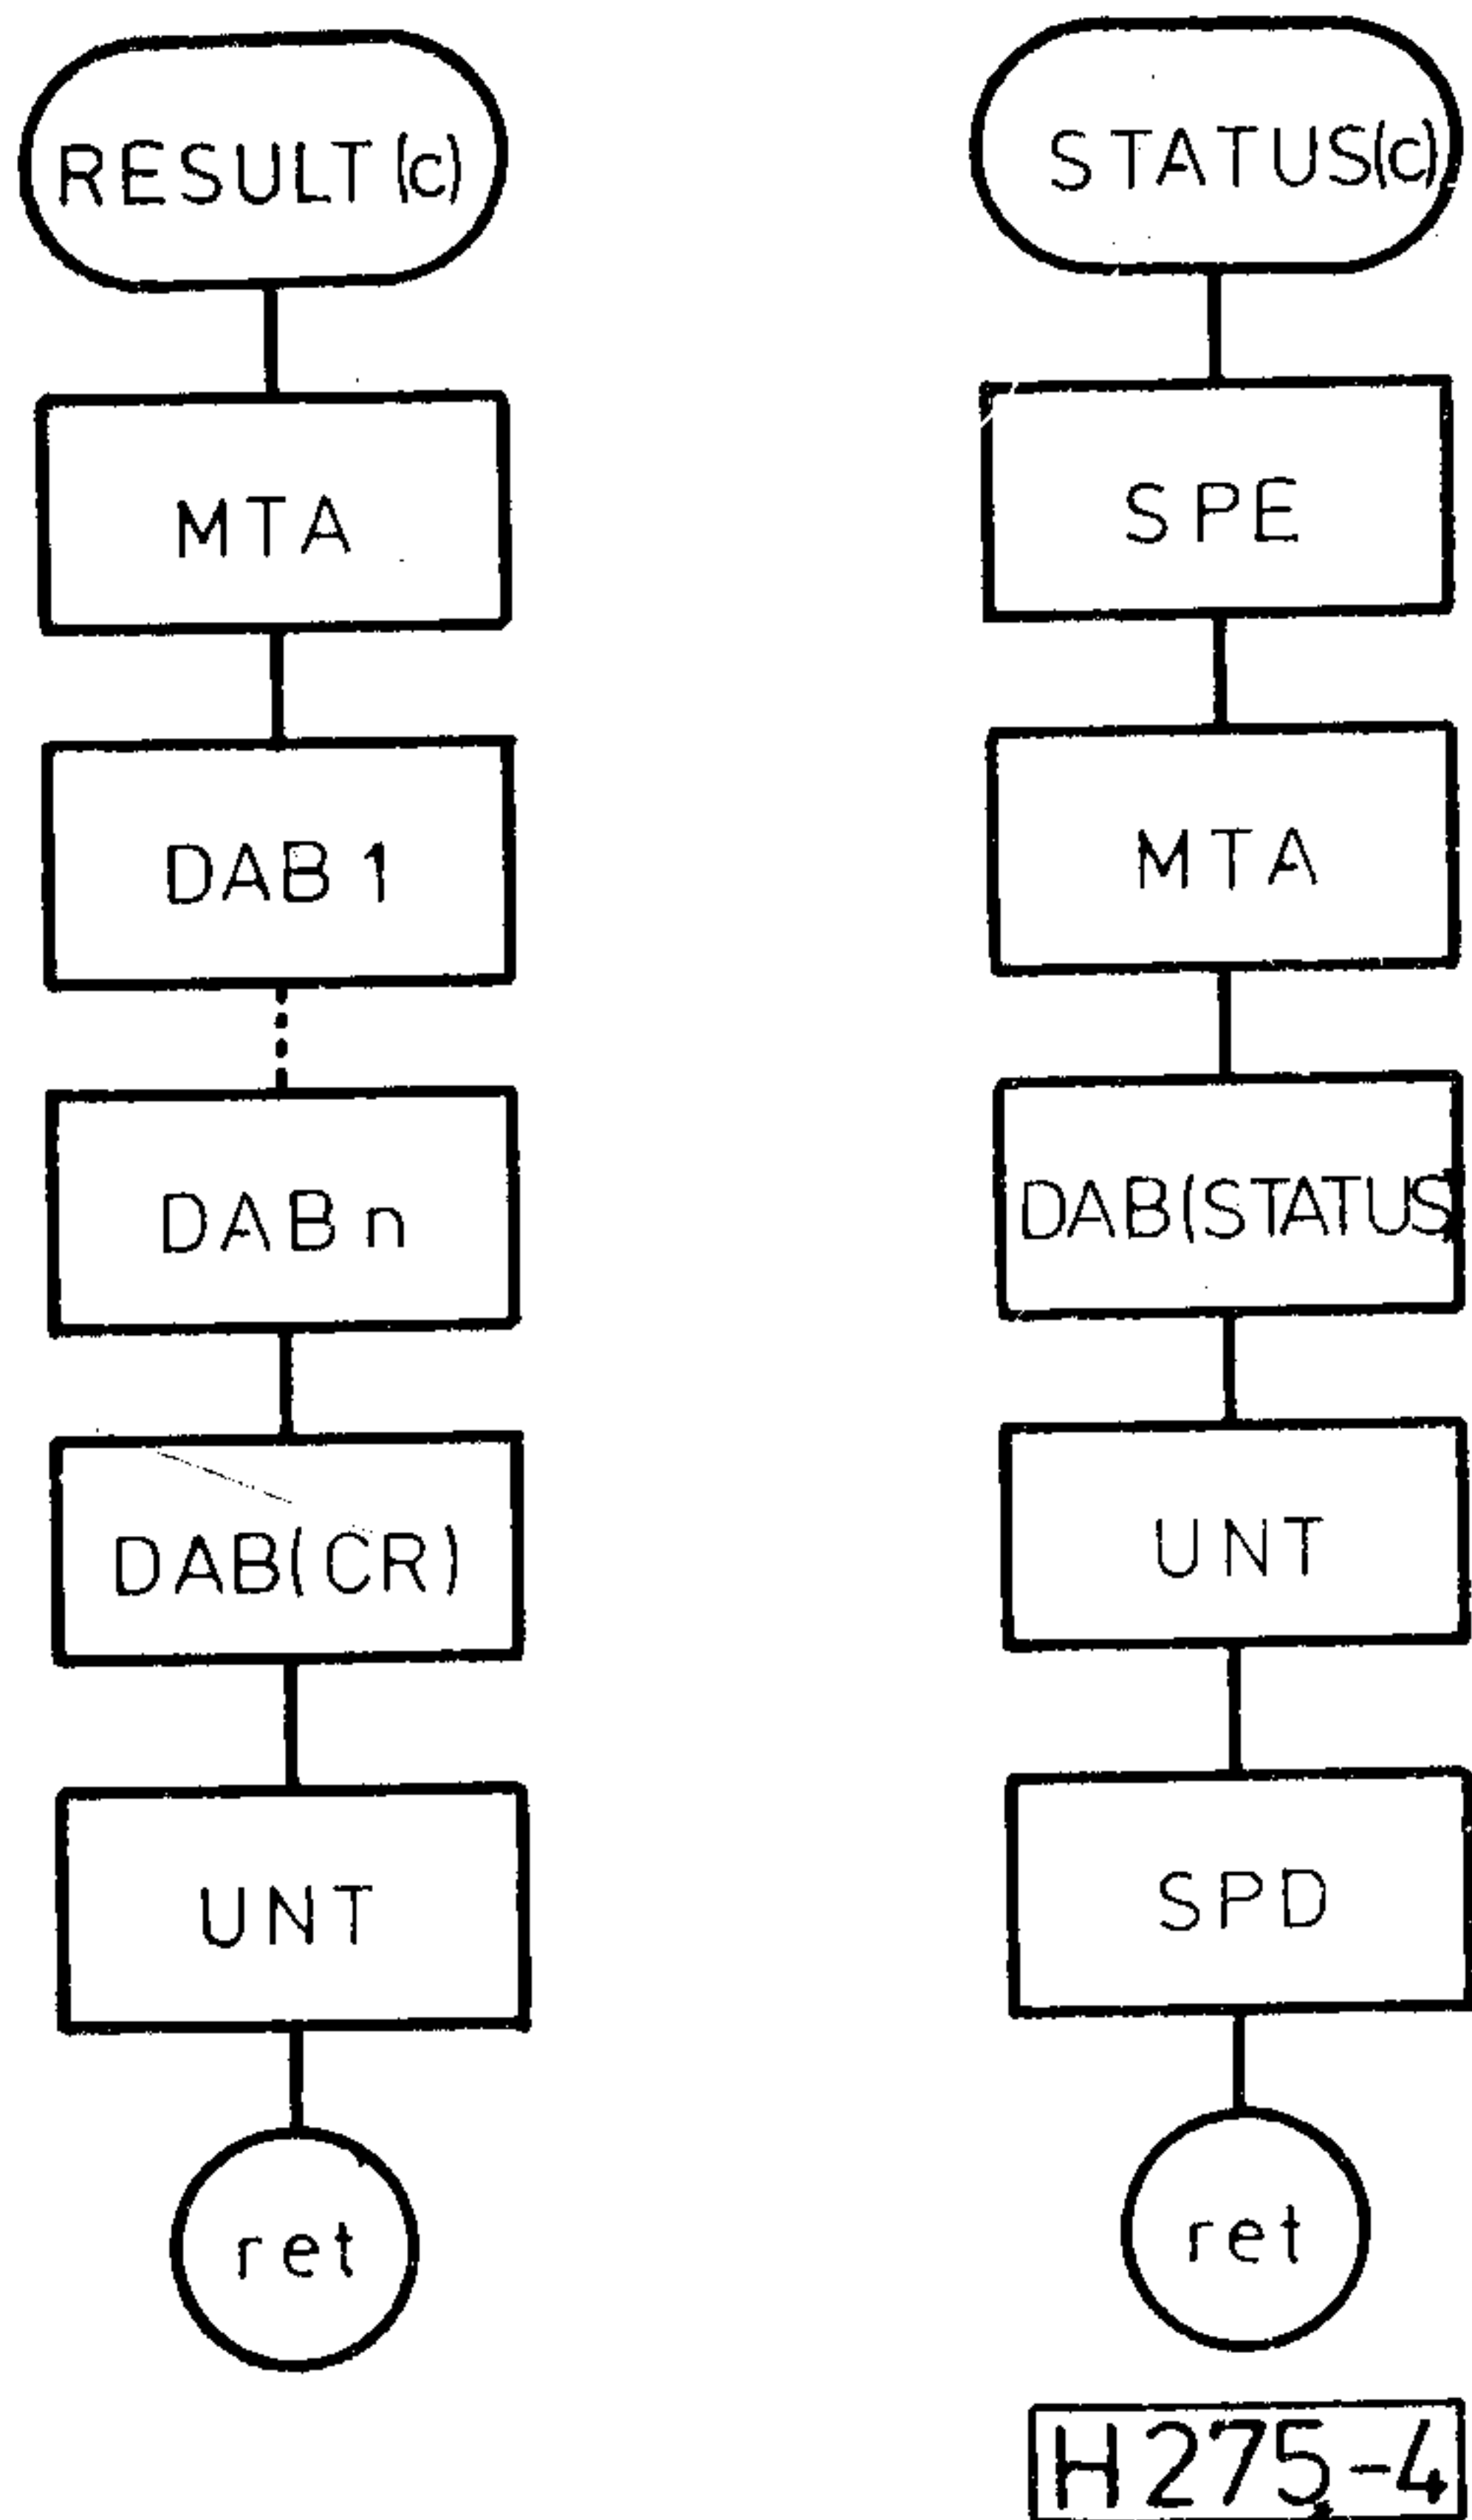 RESULT(c)
MTA
DAB 1
DAB n
DAB(CR)
UNT
ret
STATUS(c)
SPE
MTA
DAB(STATUS)
UNT
SPD
ret
H275-4